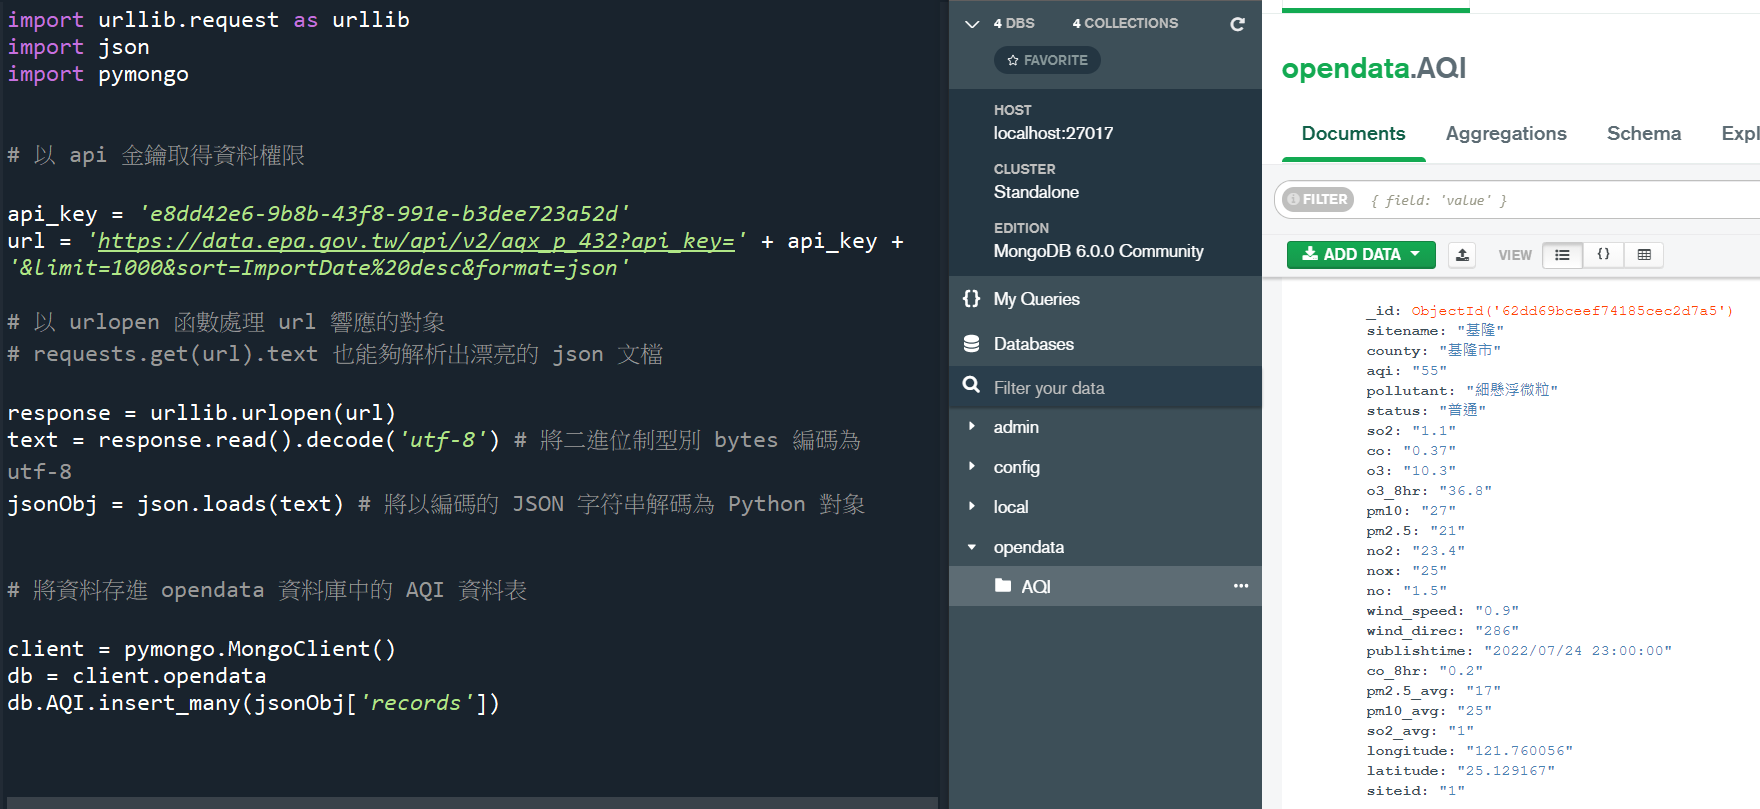 import urllib.request as urllib
import json
import pymongo
# 以 api 金鑰取得資料權限
api_key = 'e8dd42e6-9b8b-43f8-991e-b3dee723a52d'
url = 'https://data.epa.gov.tw/api/v2/aqx_p_432?api_key=' + api_key +
'&limit=1000&sort=ImportDate%20desc&format=json'
# 以 urlopen 函數處理 url 響應的對象
# requests.get(url).text 也能夠解析出漂亮的 json 文檔
response = urllib.urlopen(url)
text = response.read().decode('utf-8') # 將二進位制型別 bytes 編碼為
utf-8
jsonObj = json.loads(text) # 將以編碼的 JSON 字符串解碼為 Python 對象
# 將資料存進 opendata 資料庫中的 AQI 資料表
client = pymongo.MongoClient()
db = client.opendata
db.AQI.insert_many(jsonObj['records'])
4 DBS 4 COLLECTIONS
FAVORITE
HOST
localhost:27017
CLUSTER
Standalone
EDITION
MongoDB 6.0.0 Community
{} My Queries
Databases
Filter your data
admin
config
local
opendata
AQI ...
opendata.AQI
Documents Aggregations Schema Expl
FILTER { field: 'value' }
ADD DATA VIEW {}
_id: ObjectId('62dd69bceef74185cec2d7a5')
sitename: "基隆"
county: "基隆市"
aqi: "55"
pollutant: "細懸浮微粒"
status: "普通"
so2: "1.1"
co: "0.37"
o3: "10.3"
o3_8hr: "36.8"
pm10: "27"
pm2.5: "21"
no2: "23.4"
nox: "25"
no: "1.5"
wind_speed: "0.9"
wind_direc: "286"
publishtime: "2022/07/24 23:00:00"
co_8hr: "0.2"
pm2.5_avg: "17"
pm10_avg: "25"
so2_avg: "1"
longitude: "121.760056"
latitude: "25.129167"
siteid: "1"